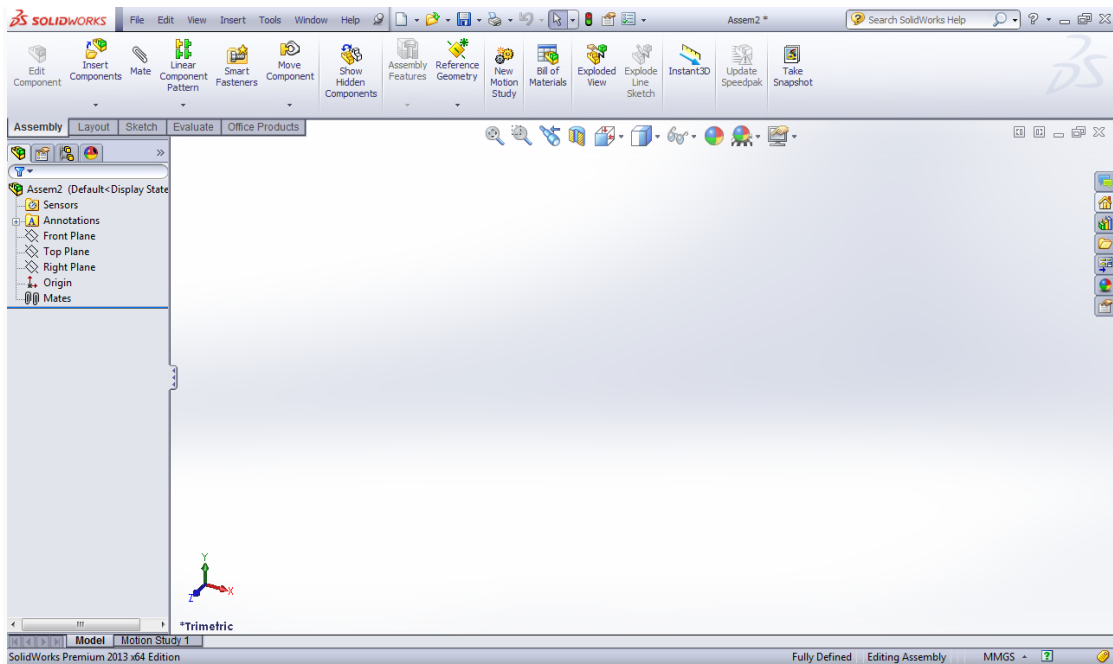 SOLIDWORKS File Edit View Insert Tools Window Help Assem2 * Search SolidWorks Help
Edit Component
Insert Components
Mate
Linear Component Pattern
Smart Fasteners
Move Component
Show Hidden Components
Assembly Features
Reference Geometry
New Motion Study
Bill of Materials
Exploded View
Explode Line Sketch
Instant3D
Update Speedpak
Take Snapshot
Assembly Layout Sketch Evaluate Office Products
Assem2 (Default<Display State
Sensors
A Annotations
Front Plane
Top Plane
Right Plane
Origin
Mates
Y
X
Z
*Trimetric
Model Motion Study 1
SolidWorks Premium 2013 x64 Edition Fully Defined Editing Assembly MMGS